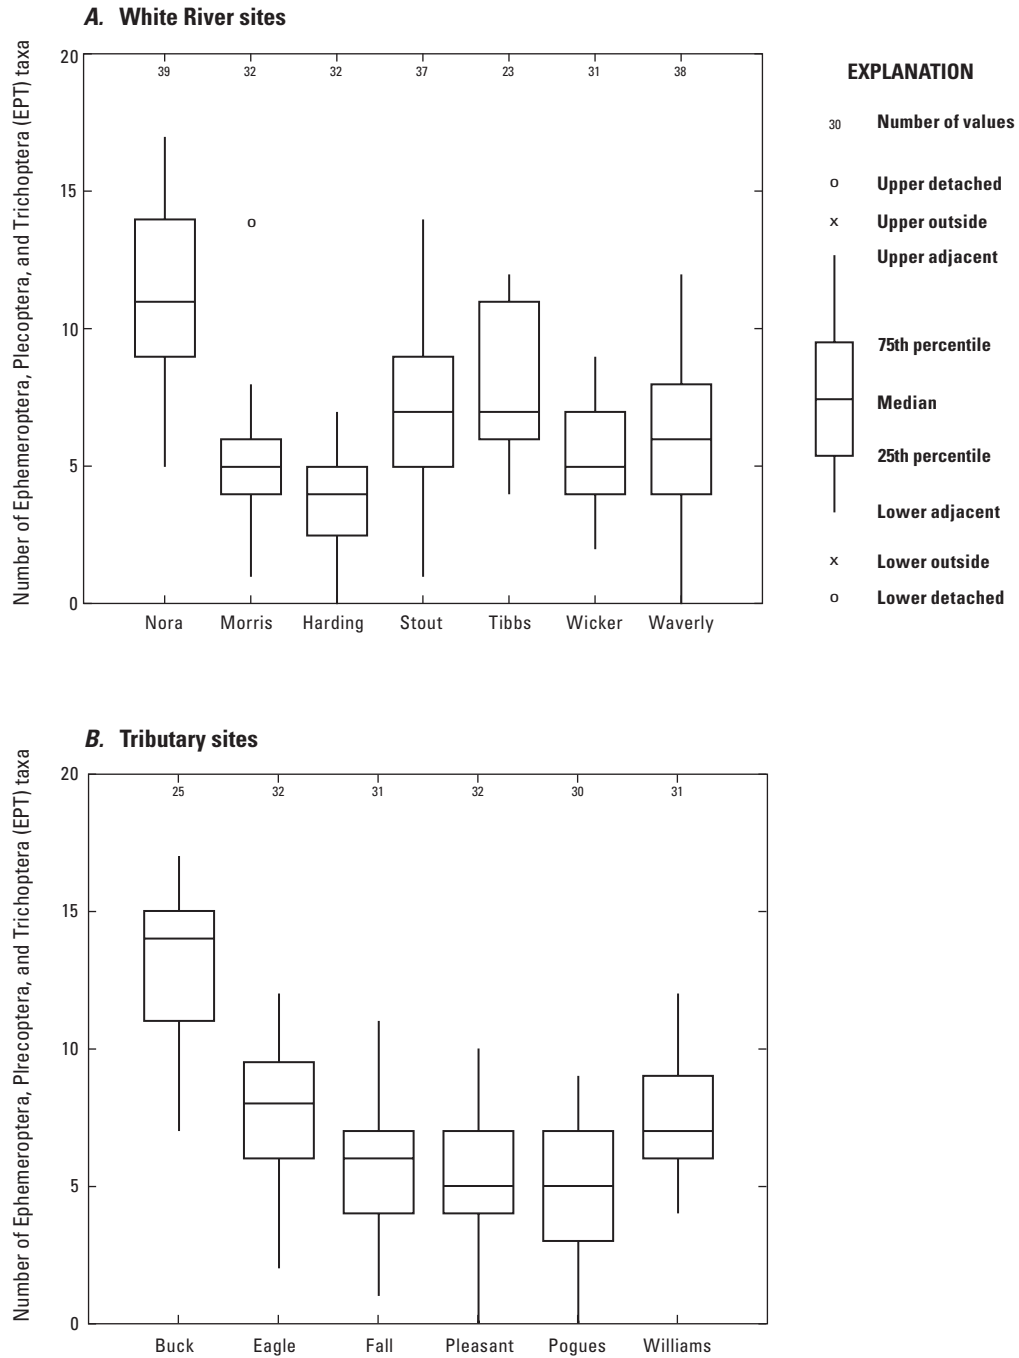 A. White River sites
Number of Ephemeroptera, Plecoptera, and Trichoptera (EPT) taxa
20
15
10
5
0
39 32 32 37 23 31 38
o
Nora Morris Harding Stout Tibbs Wicker Waverly
EXPLANATION
30 Number of values
o Upper detached
x Upper outside
Upper adjacent
75th percentile
Median
25th percentile
Lower adjacent
x Lower outside
o Lower detached
B. Tributary sites
Number of Ephemeroptera, Plrecoptera, and Trichoptera (EPT) taxa
20
15
10
5
0
25 32 31 32 30 31
Buck Eagle Fall Pleasant Pogues Williams